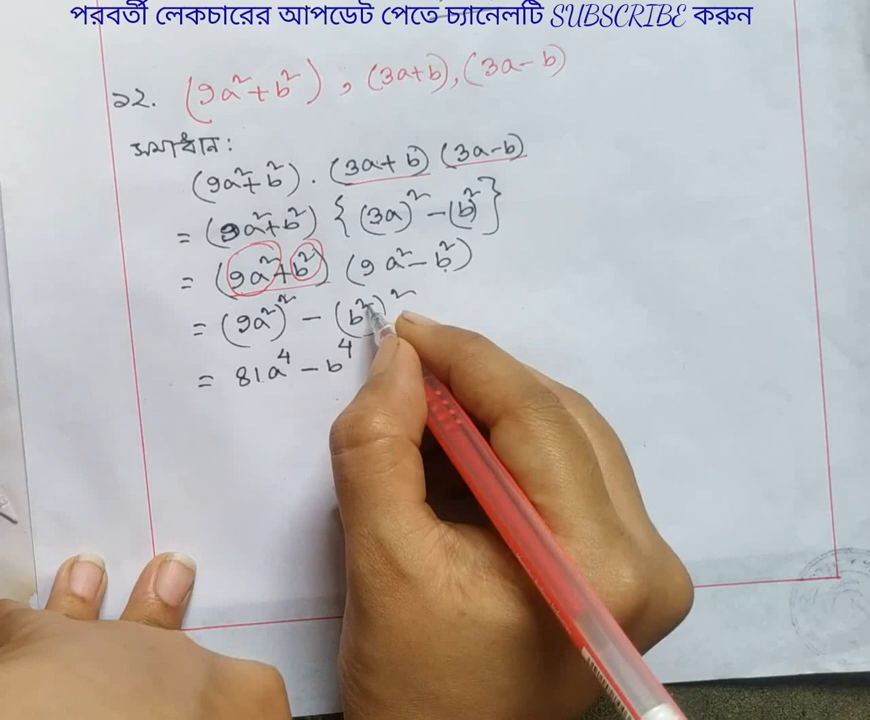 পরবর্তী লেকচারের আপডেট পেতে চ্যানেলটি SUBSCRIBE করুন
১২. (9a²+b²), (3a+b), (3a-b)
সমাধান:
(9a²+b²) · (3a+b) (3a-b)
= (9a²+b²) {(3a)² - (b)²}
= (9a²+b²) (9a²-b²)
= (9a²)² - (b²)²
= 81a⁴ - b⁴